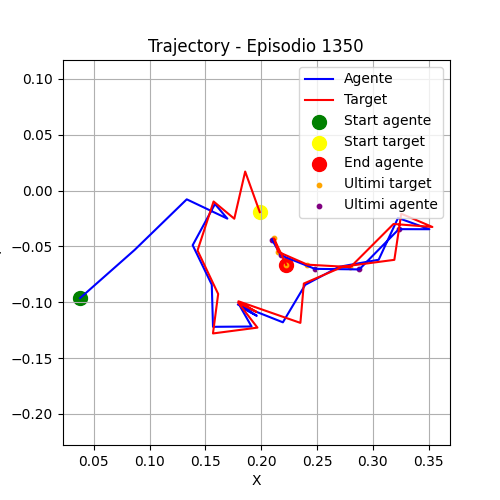 Trajectory - Episodio 1350
Agente
Target
Start agente
Start target
End agente
Ultimi target
Ultimi agente
0.10
0.05
0.00
−0.05
−0.10
−0.15
−0.20
0.05 0.10 0.15 0.20 0.25 0.30 0.35
X